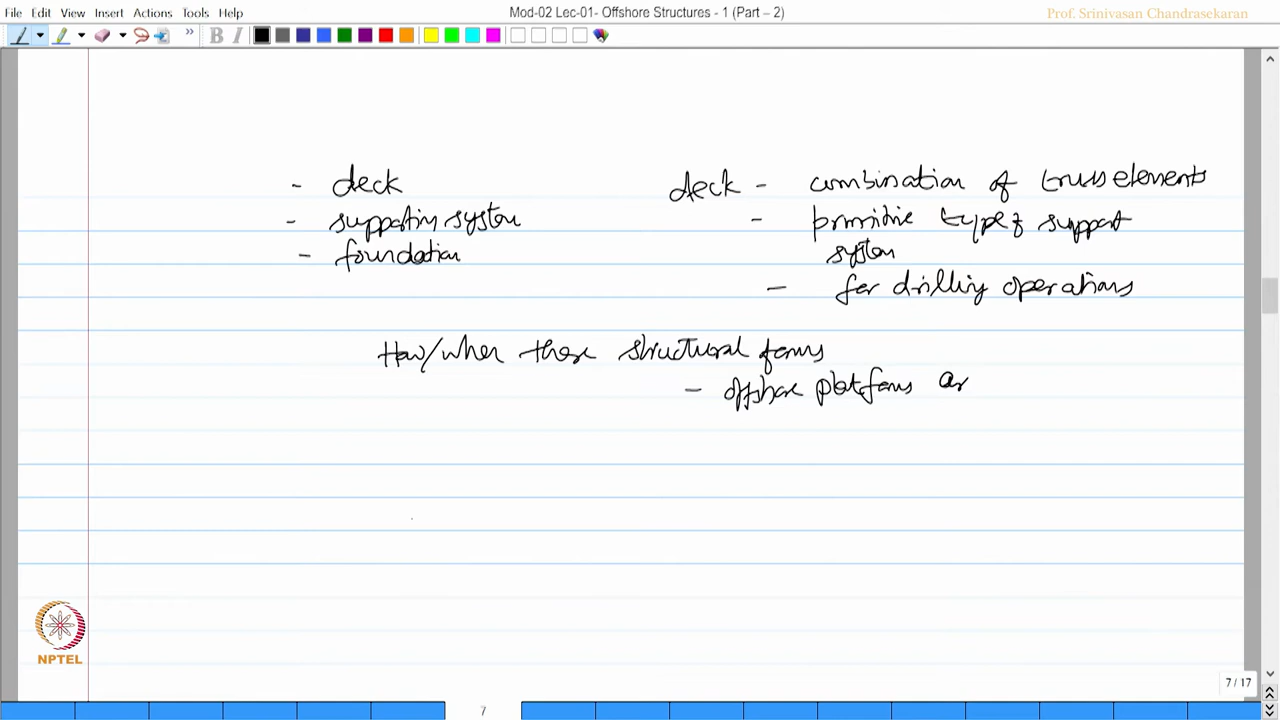 File Edit View Insert Actions Tools Help
Mod-02 Lec-01- Offshore Structures - 1 (Part – 2)
Prof. Srinivasan Chandrasekaran
B I
- deck
- supporting system
- foundation
deck - combination of truss elements
- primitive type of support
system
- for drilling operations
How/when these structural forms
- offshore platforms ar
NPTEL
7 / 17
7